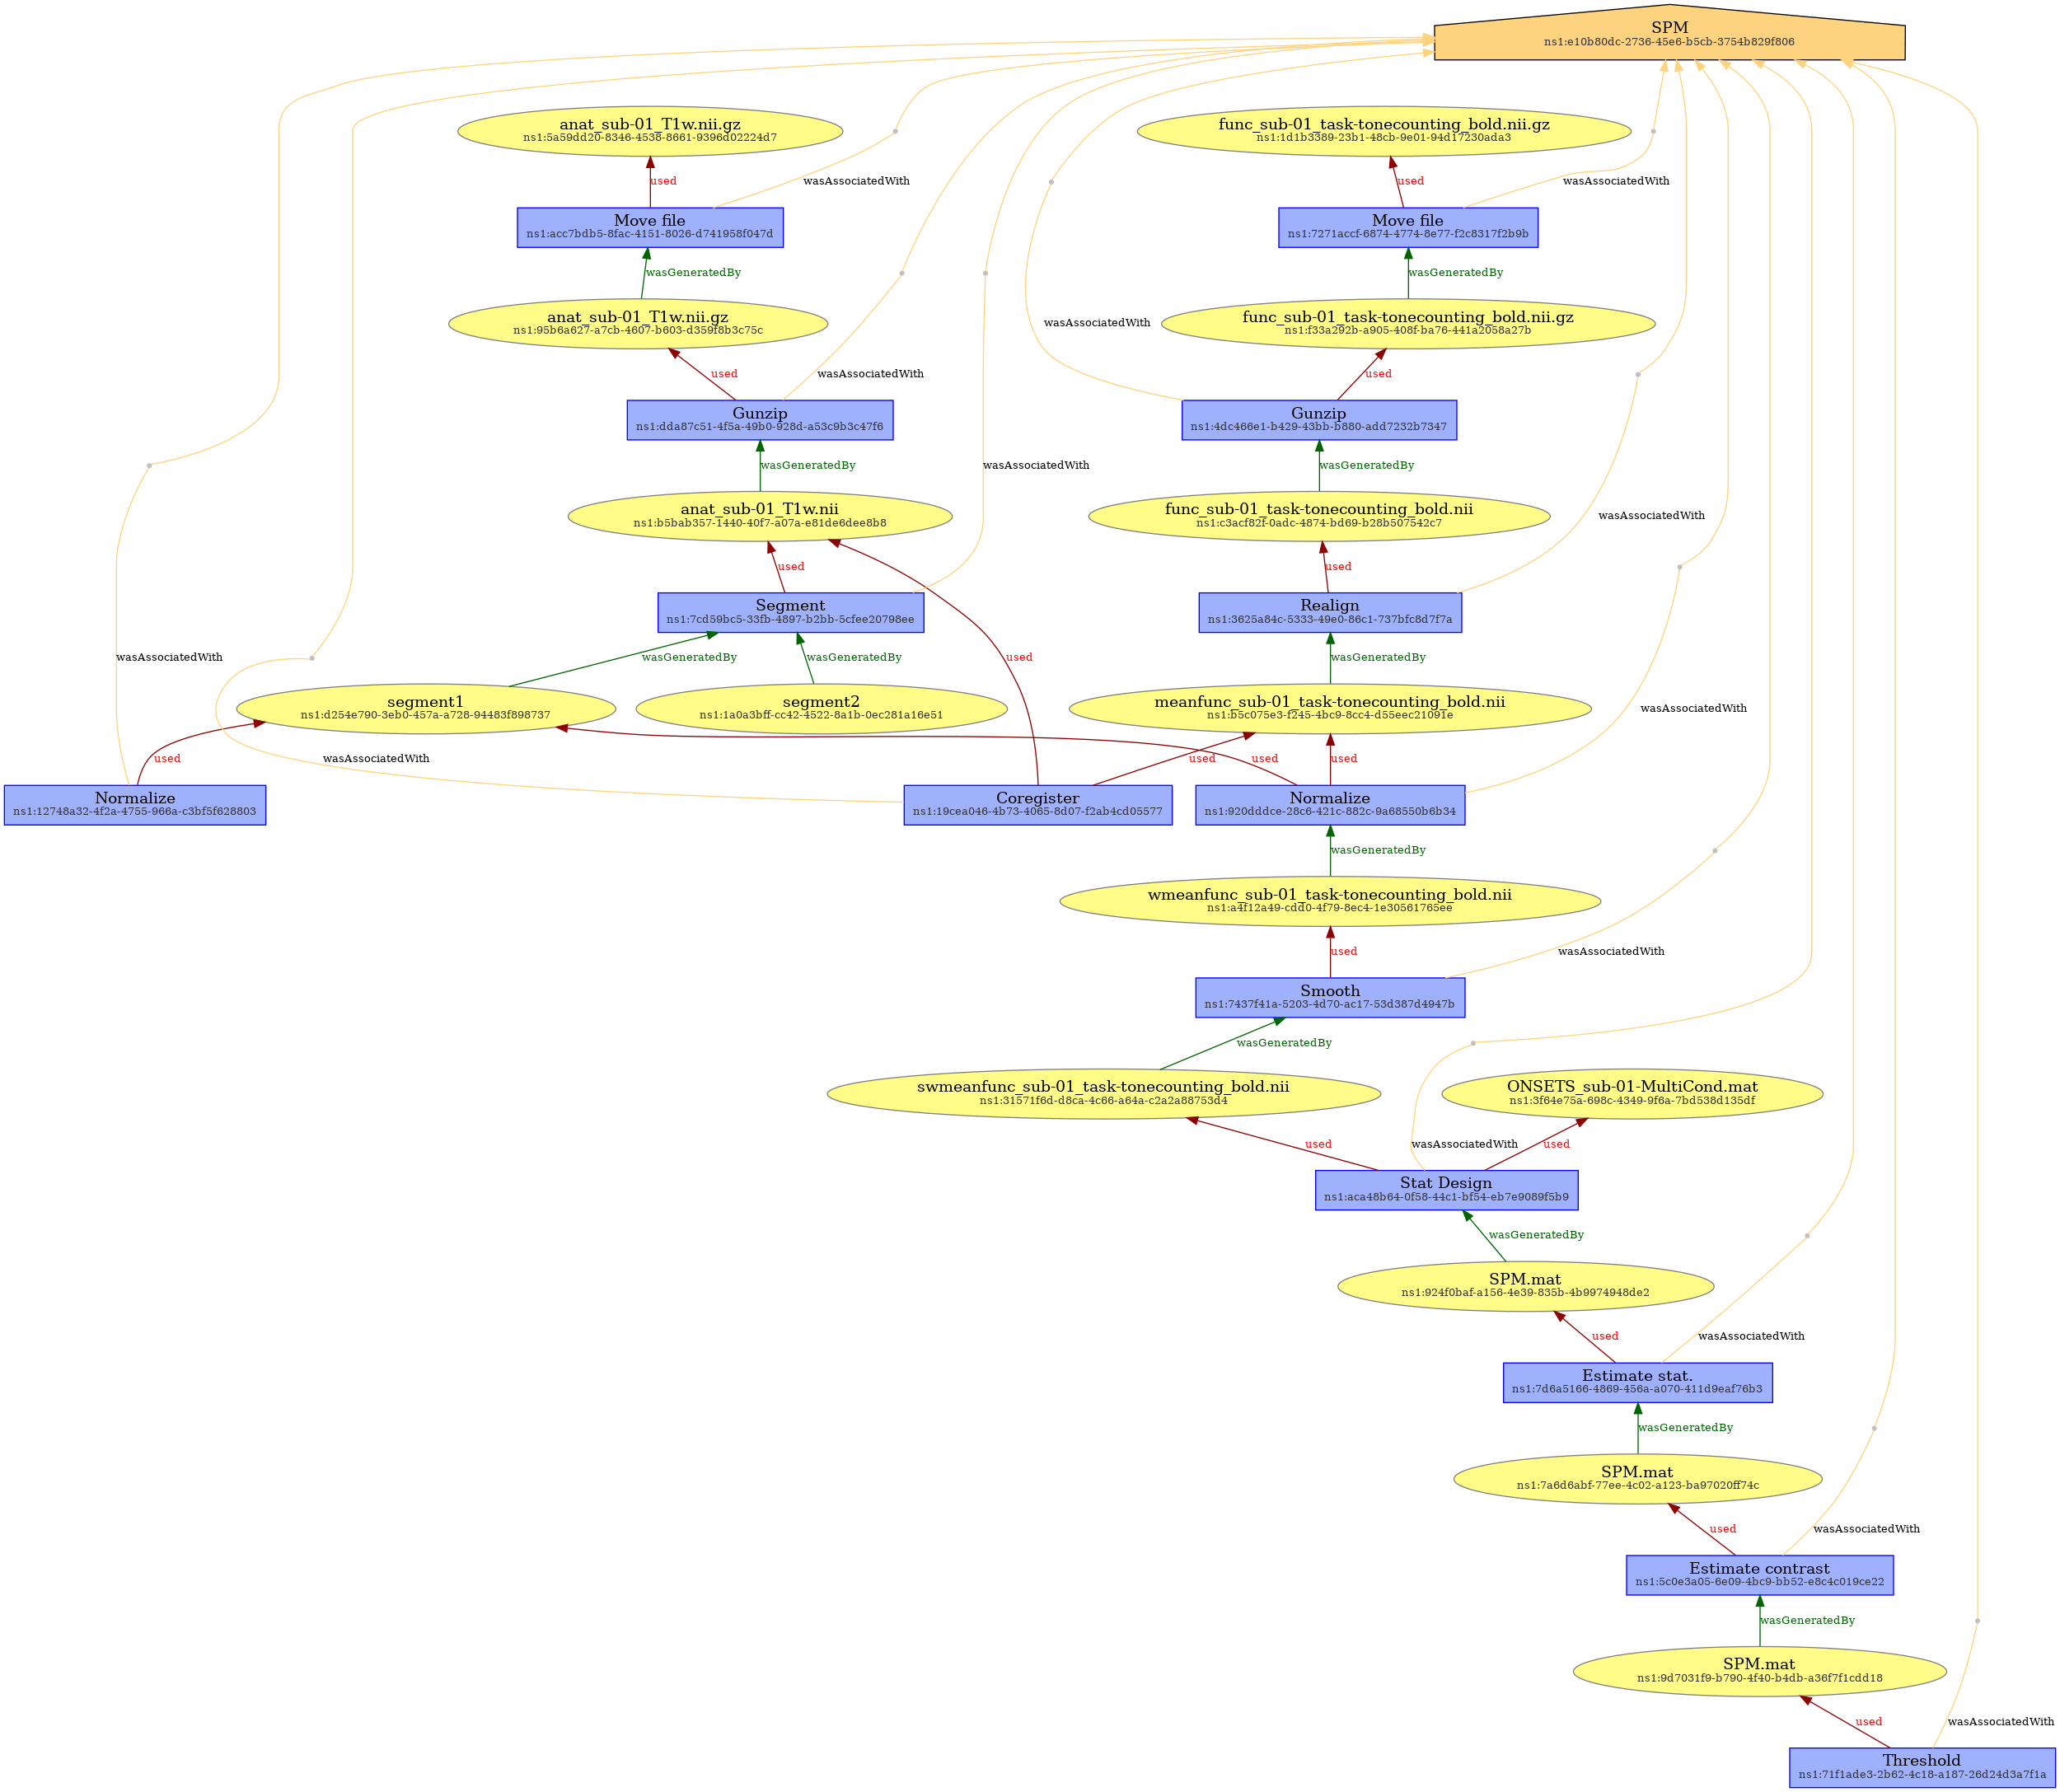 SPM
ns1:e10b80dc-2736-45e6-b5cb-3754b829f806
anat_sub-01_T1w.nii.gz
ns1:5a59dd20-8346-4538-8661-9396d02224d7
func_sub-01_task-tonecounting_bold.nii.gz
ns1:1d1b3389-23b1-48cb-9e01-94d17230ada3
used
wasAssociatedWith
used
wasAssociatedWith
Move file
ns1:acc7bdb5-8fac-4151-8026-d741958f047d
Move file
ns1:7271accf-6874-4774-8e77-f2c8317f2b9b
wasGeneratedBy
wasGeneratedBy
anat_sub-01_T1w.nii.gz
ns1:95b6a627-a7cb-4607-b603-d359f8b3c75c
wasAssociatedWith
func_sub-01_task-tonecounting_bold.nii.gz
ns1:f33a292b-a905-408f-ba76-441a2058a27b
used
wasAssociatedWith
used
Gunzip
ns1:dda87c51-4f5a-49b0-928d-a53c9b3c47f6
Gunzip
ns1:4dc466e1-b429-43bb-b880-add7232b7347
wasGeneratedBy
wasAssociatedWith
wasGeneratedBy
anat_sub-01_T1w.nii
ns1:b5bab357-1440-40f7-a07a-e81de6dee8b8
func_sub-01_task-tonecounting_bold.nii
ns1:c3acf82f-0adc-4874-bd69-b28b507542c7
wasAssociatedWith
used
used
Segment
ns1:7cd59bc5-33fb-4897-b2bb-5cfee20798ee
Realign
ns1:3625a84c-5333-49e0-86c1-737bfc8d7f7a
wasAssociatedWith
wasGeneratedBy
wasGeneratedBy
used
wasGeneratedBy
segment1
ns1:d254e790-3eb0-457a-a728-94483f898737
segment2
ns1:1a0a3bff-cc42-4522-8a1b-0ec281a16e51
meanfunc_sub-01_task-tonecounting_bold.nii
ns1:b5c075e3-f245-4bc9-8cc4-d55eec21091e
wasAssociatedWith
used
wasAssociatedWith
used
used
used
Normalize
ns1:12748a32-4f2a-4755-966a-c3bf5f628803
Coregister
ns1:19cea046-4b73-4065-8d07-f2ab4cd05577
Normalize
ns1:920dddce-28c6-421c-882c-9a68550b6b34
wasGeneratedBy
wmeanfunc_sub-01_task-tonecounting_bold.nii
ns1:a4f12a49-cdd0-4f79-8ec4-1e30561765ee
used
wasAssociatedWith
Smooth
ns1:7437f41a-5203-4d70-ac17-53d387d4947b
wasGeneratedBy
swmeanfunc_sub-01_task-tonecounting_bold.nii
ns1:31571f6d-d8ca-4c66-a64a-c2a2a88753d4
ONSETS_sub-01-MultiCond.mat
ns1:3f64e75a-698c-4349-9f6a-7bd538d135df
used
wasAssociatedWith
used
Stat Design
ns1:aca48b64-0f58-44c1-bf54-eb7e9089f5b9
wasGeneratedBy
SPM.mat
ns1:924f0baf-a156-4e39-835b-4b9974948de2
used
wasAssociatedWith
Estimate stat.
ns1:7d6a5166-4869-456a-a070-411d9eaf76b3
wasGeneratedBy
SPM.mat
ns1:7a6d6abf-77ee-4c02-a123-ba97020ff74c
used
wasAssociatedWith
Estimate contrast
ns1:5c0e3a05-6e09-4bc9-bb52-e8c4c019ce22
wasGeneratedBy
SPM.mat
ns1:9d7031f9-b790-4f40-b4db-a36f7f1cdd18
used
wasAssociatedWith
Threshold
ns1:71f1ade3-2b62-4c18-a187-26d24d3a7f1a